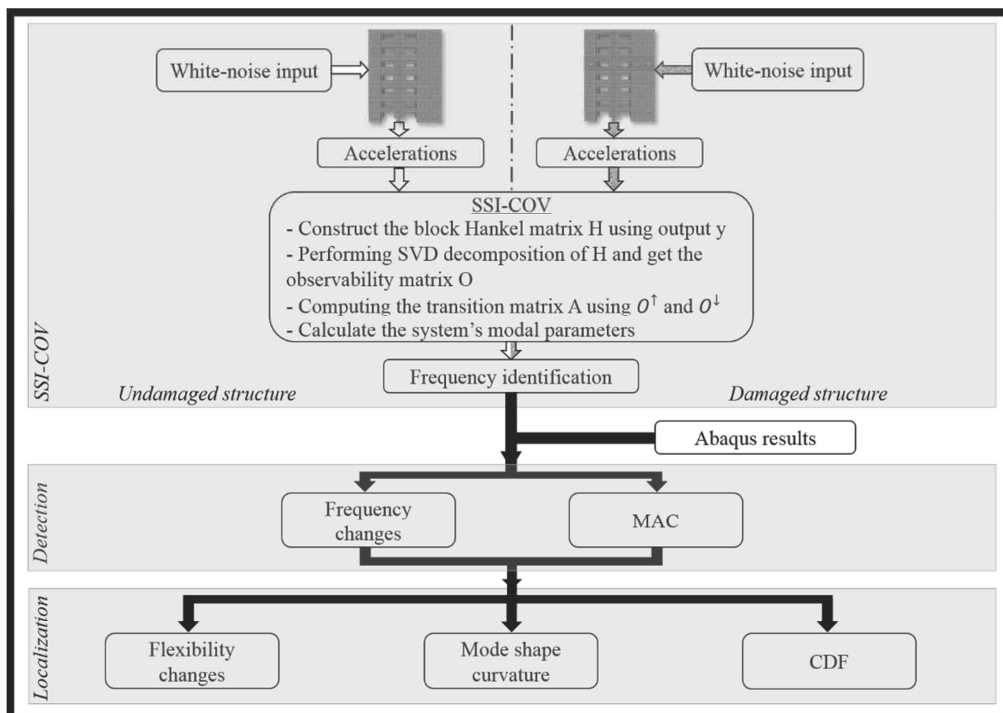 White-noise input
White-noise input
Accelerations
Accelerations
SSI-COV
- Construct the block Hankel matrix H using output y
- Performing SVD decomposition of H and get the
observability matrix O
- Computing the transition matrix A using O↑ and O↓
- Calculate the system's modal parameters
Frequency identification
SSI-COV
Undamaged structure
Damaged structure
Abaqus results
Detection
Frequency
changes
MAC
Localization
Flexibility
changes
Mode shape
curvature
CDF